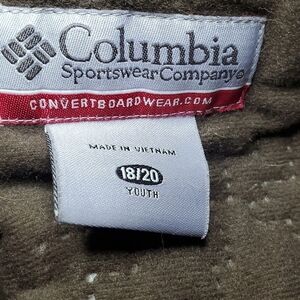 Columbia
Sportswear Company®
CONVERTBOARDWEAR.COM
MADE IN VIETNAM
18/20
YOUTH